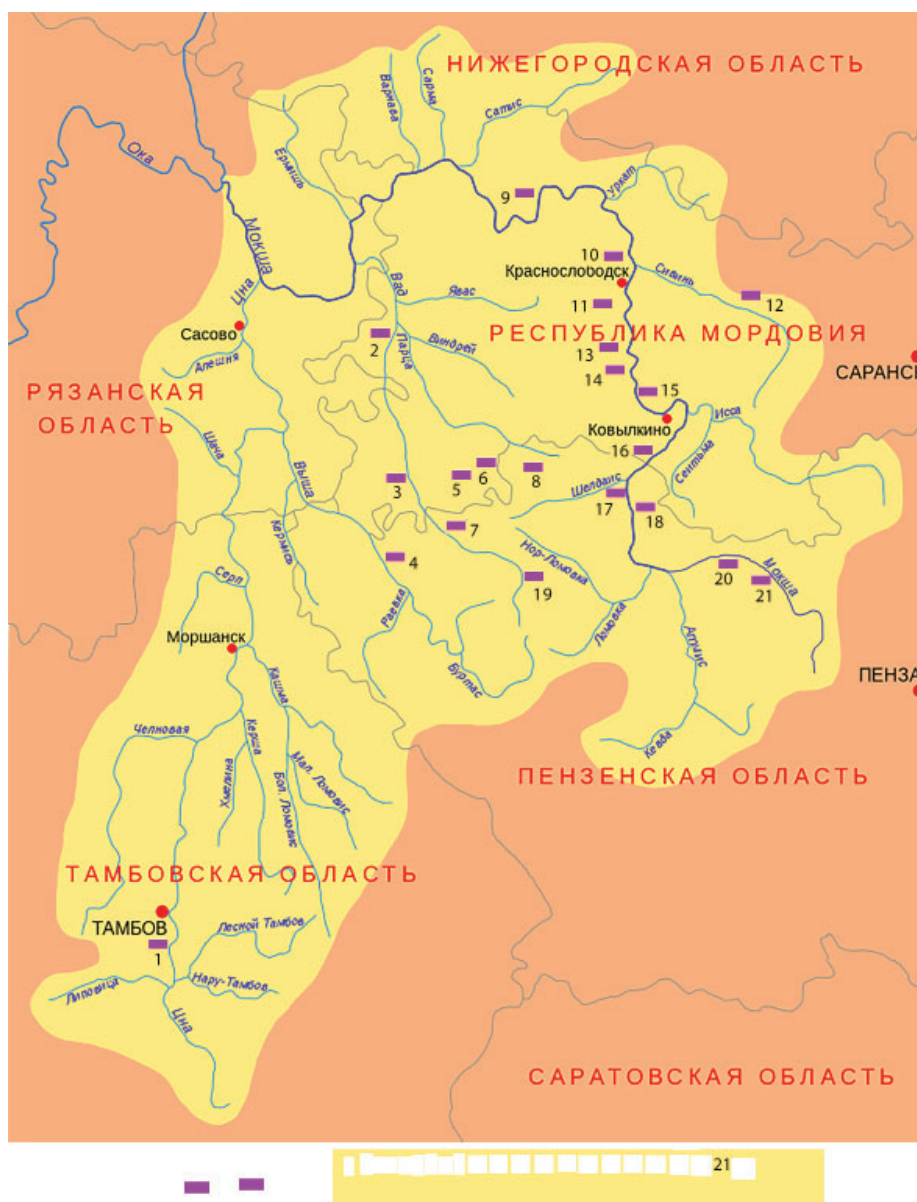 НИЖЕГОРОДСКАЯ ОБЛАСТЬ
Варнава
Сарма
Сатис
Ока
Ермишь
Мокша
9
Уркат
10
Краснослободск
Сивинь
Цна
Вад
Явас
11
12
Сасово
2
Парца
Виндрей
РЕСПУБЛИКА МОРДОВИЯ
13
14
САРАНСК
Алешня
РЯЗАНСКАЯ
ОБЛАСТЬ
15
Ковылкино
Исса
Шача
Выша
16
Сеитьма
3
5
6
8
Шелдаис
17
18
Кермись
4
7
Нор-Ломовка
19
20
Мокша
21
Серп
Раевка
Ломовка
Атмис
Моршанск
Буртас
ПЕНЗА
Кашма
Челновая
Керша
Хмелина
Бол. Ломовис
Мал. Ломовис
Кевда
ПЕНЗЕНСКАЯ ОБЛАСТЬ
ТАМБОВСКАЯ ОБЛАСТЬ
ТАМБОВ
Лесной Тамбов
1
Липовица
Нару-Тамбов
Цна
САРАТОВСКАЯ ОБЛАСТЬ
21